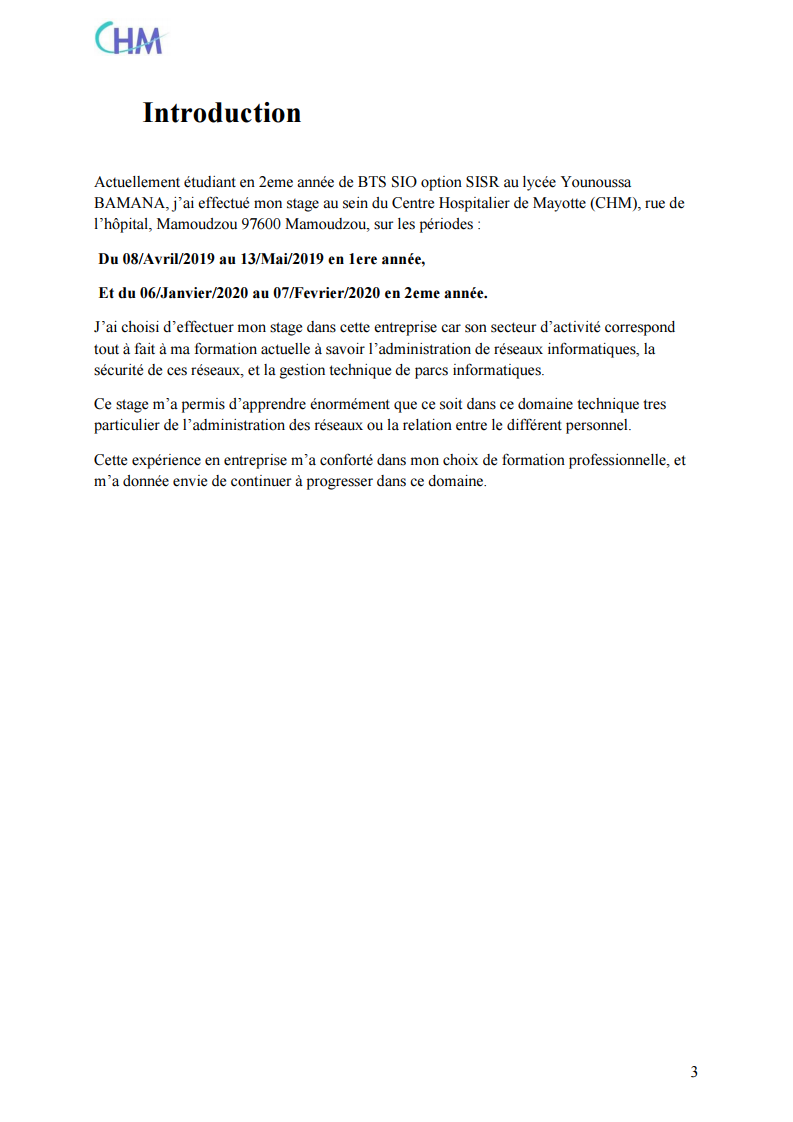 CHM
Introduction
Actuellement étudiant en 2eme année de BTS SIO option SISR au lycée Younoussa
BAMANA, j’ai effectué mon stage au sein du Centre Hospitalier de Mayotte (CHM), rue de
l’hôpital, Mamoudzou 97600 Mamoudzou, sur les périodes :
Du 08/Avril/2019 au 13/Mai/2019 en 1ere année,
Et du 06/Janvier/2020 au 07/Fevrier/2020 en 2eme année.
J’ai choisi d’effectuer mon stage dans cette entreprise car son secteur d’activité correspond
tout à fait à ma formation actuelle à savoir l’administration de réseaux informatiques, la
sécurité de ces réseaux, et la gestion technique de parcs informatiques.
Ce stage m’a permis d’apprendre énormément que ce soit dans ce domaine technique tres
particulier de l’administration des réseaux ou la relation entre le différent personnel.
Cette expérience en entreprise m’a conforté dans mon choix de formation professionnelle, et
m’a donnée envie de continuer à progresser dans ce domaine.
3